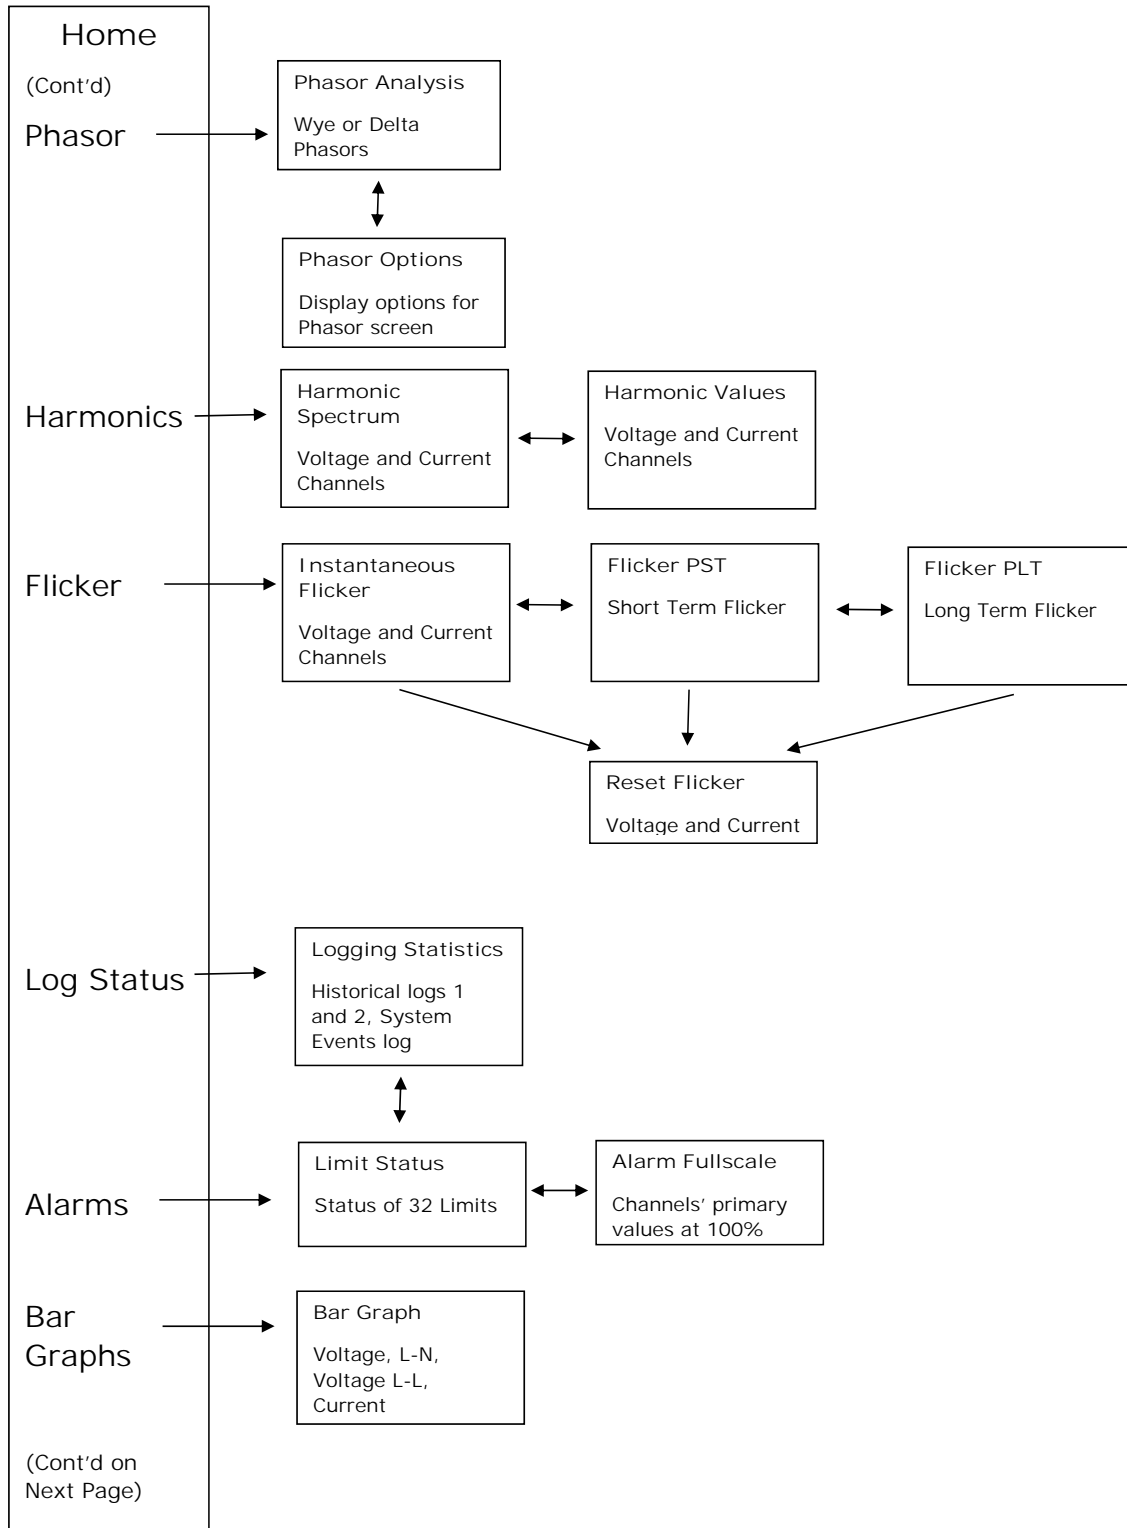 Home
(Cont'd)
Phasor
Phasor Analysis
Wye or Delta
Phasors
Phasor Options
Display options for
Phasor screen
Harmonics
Harmonic
Spectrum
Voltage and Current
Channels
Harmonic Values
Voltage and Current
Channels
Flicker
Instantaneous
Flicker
Voltage and Current
Channels
Flicker PST
Short Term Flicker
Flicker PLT
Long Term Flicker
Reset Flicker
Voltage and Current
Log Status
Logging Statistics
Historical logs 1
and 2, System
Events log
Alarms
Limit Status
Status of 32 Limits
Alarm Fullscale
Channels' primary
values at 100%
Bar
Graphs
Bar Graph
Voltage, L-N,
Voltage L-L,
Current
(Cont'd on
Next Page)